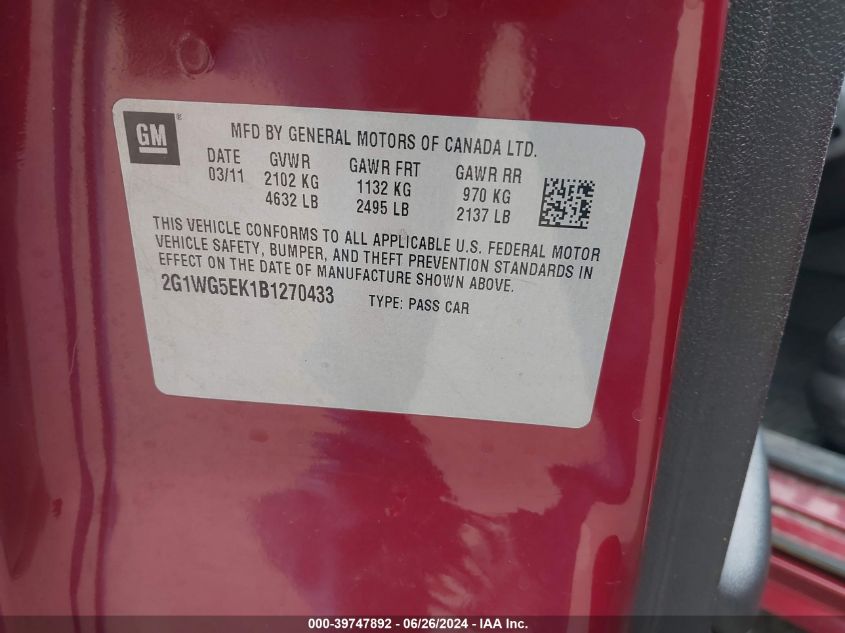 GM®
MFD BY GENERAL MOTORS OF CANADA LTD.
DATE GVWR GAWR FRT GAWR RR
03/11 2102 KG 1132 KG 970 KG
4632 LB 2495 LB 2137 LB
THIS VEHICLE CONFORMS TO ALL APPLICABLE U.S. FEDERAL MOTOR
VEHICLE SAFETY, BUMPER, AND THEFT PREVENTION STANDARDS IN
EFFECT ON THE DATE OF MANUFACTURE SHOWN ABOVE.
2G1WG5EK1B1270433 TYPE: PASS CAR
000-39747892 - 06/26/2024 - IAA Inc.